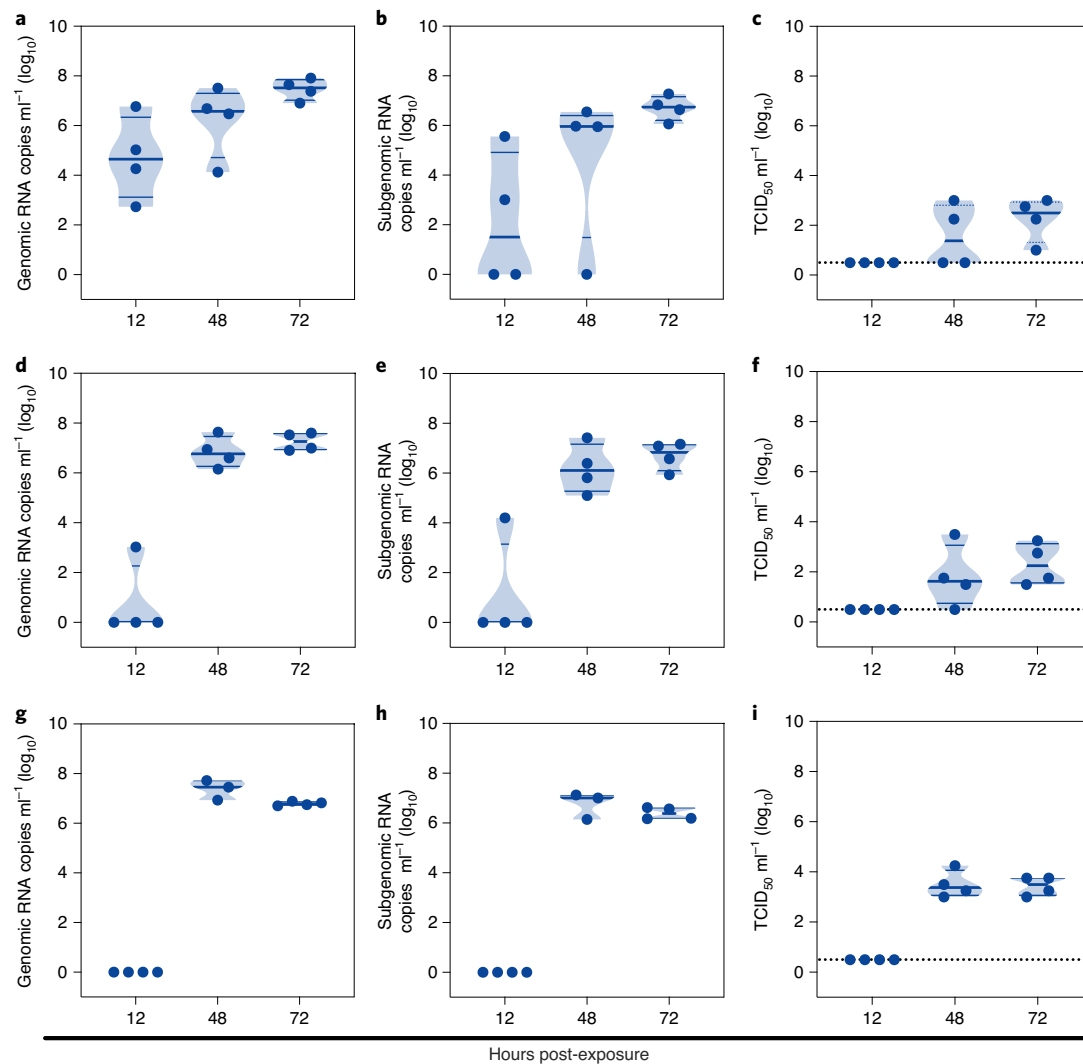 a
Genomic RNA copies ml⁻¹ (log₁₀)
10
8
6
4
2
0
12 48 72
b
Subgenomic RNA
copies ml⁻¹ (log₁₀)
10
8
6
4
2
0
12 48 72
c
TCID₅₀ ml⁻¹ (log₁₀)
10
8
6
4
2
0
12 48 72
d
Genomic RNA copies ml⁻¹ (log₁₀)
10
8
6
4
2
0
12 48 72
e
Subgenomic RNA
copies ml⁻¹ (log₁₀)
10
8
6
4
2
0
12 48 72
f
TCID₅₀ ml⁻¹ (log₁₀)
10
8
6
4
2
0
12 48 72
g
Genomic RNA copies ml⁻¹ (log₁₀)
10
8
6
4
2
0
12 48 72
h
Subgenomic RNA
copies ml⁻¹ (log₁₀)
10
8
6
4
2
0
12 48 72
i
TCID₅₀ ml⁻¹ (log₁₀)
10
8
6
4
2
0
12 48 72
Hours post-exposure